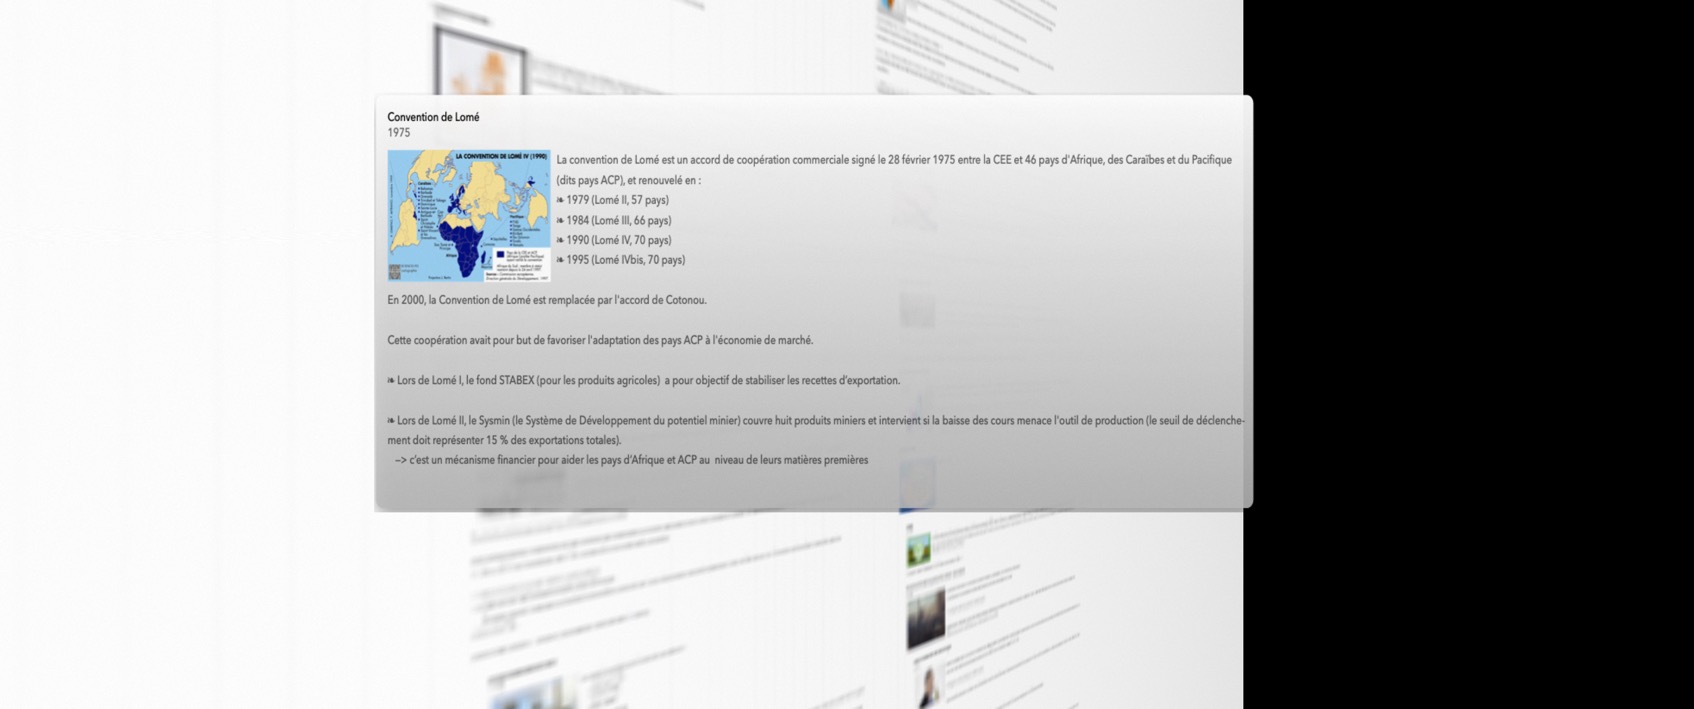 Convention de Lomé
1975
LA CONVENTION DE LOMÉ IV (1990)
La convention de Lomé est un accord de coopération commerciale signé le 28 février 1975 entre la CEE et 46 pays d'Afrique, des Caraïbes et du Pacifique
(dits pays ACP), et renouvelé en :
❧ 1979 (Lomé II, 57 pays)
❧ 1984 (Lomé III, 66 pays)
❧ 1990 (Lomé IV, 70 pays)
❧ 1995 (Lomé IVbis, 70 pays)
En 2000, la Convention de Lomé est remplacée par l'accord de Cotonou.
Cette coopération avait pour but de favoriser l'adaptation des pays ACP à l'économie de marché.
❧ Lors de Lomé I, le fond STABEX (pour les produits agricoles) a pour objectif de stabiliser les recettes d'exportation.
❧ Lors de Lomé II, le Sysmin (le Système de Développement du potentiel minier) couvre huit produits miniers et intervient si la baisse des cours menace l'outil de production (le seuil de déclenche-
ment doit représenter 15 % des exportations totales).
–> c'est un mécanisme financier pour aider les pays d'Afrique et ACP au niveau de leurs matières premières